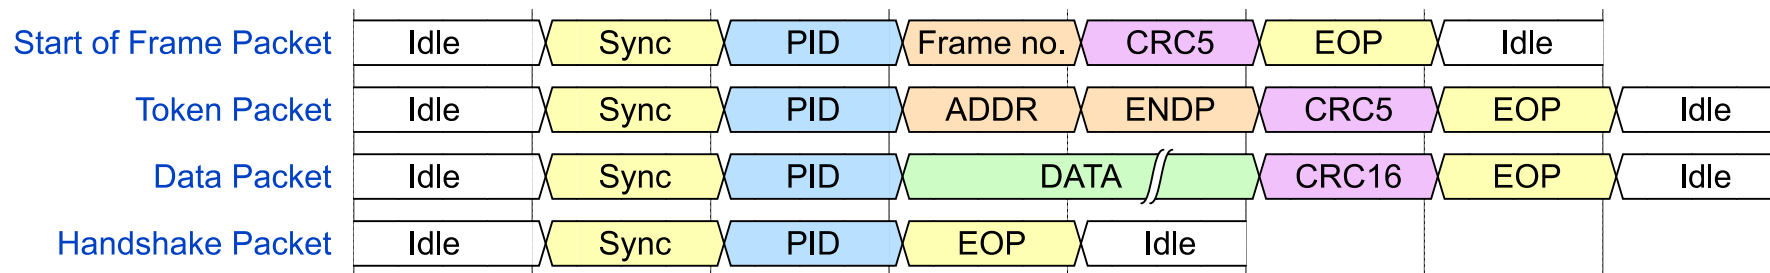 Start of Frame Packet Idle Sync PID Frame no. CRC5 EOP Idle
Token Packet Idle Sync PID ADDR ENDP CRC5 EOP Idle
Data Packet Idle Sync PID DATA CRC16 EOP Idle
Handshake Packet Idle Sync PID EOP Idle